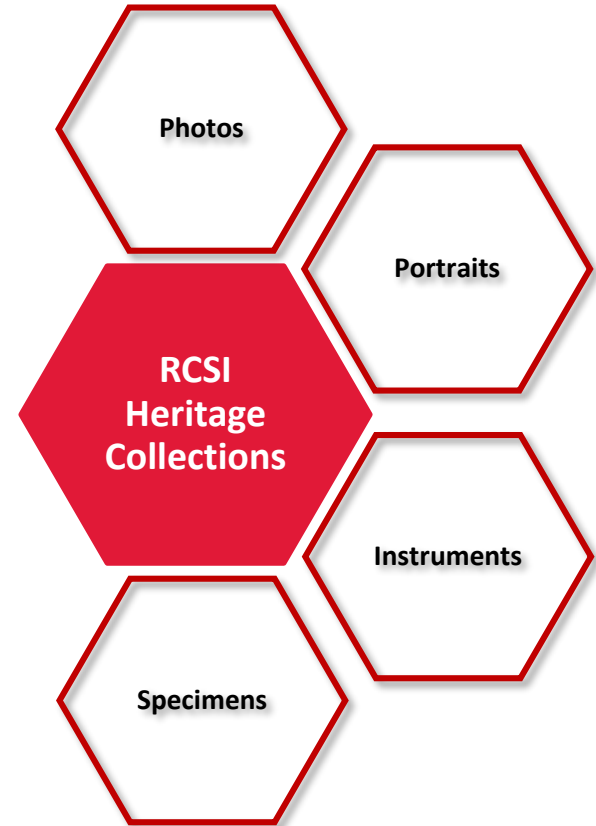 Photos
Portraits
RCSI
Heritage
Collections
Instruments
Specimens